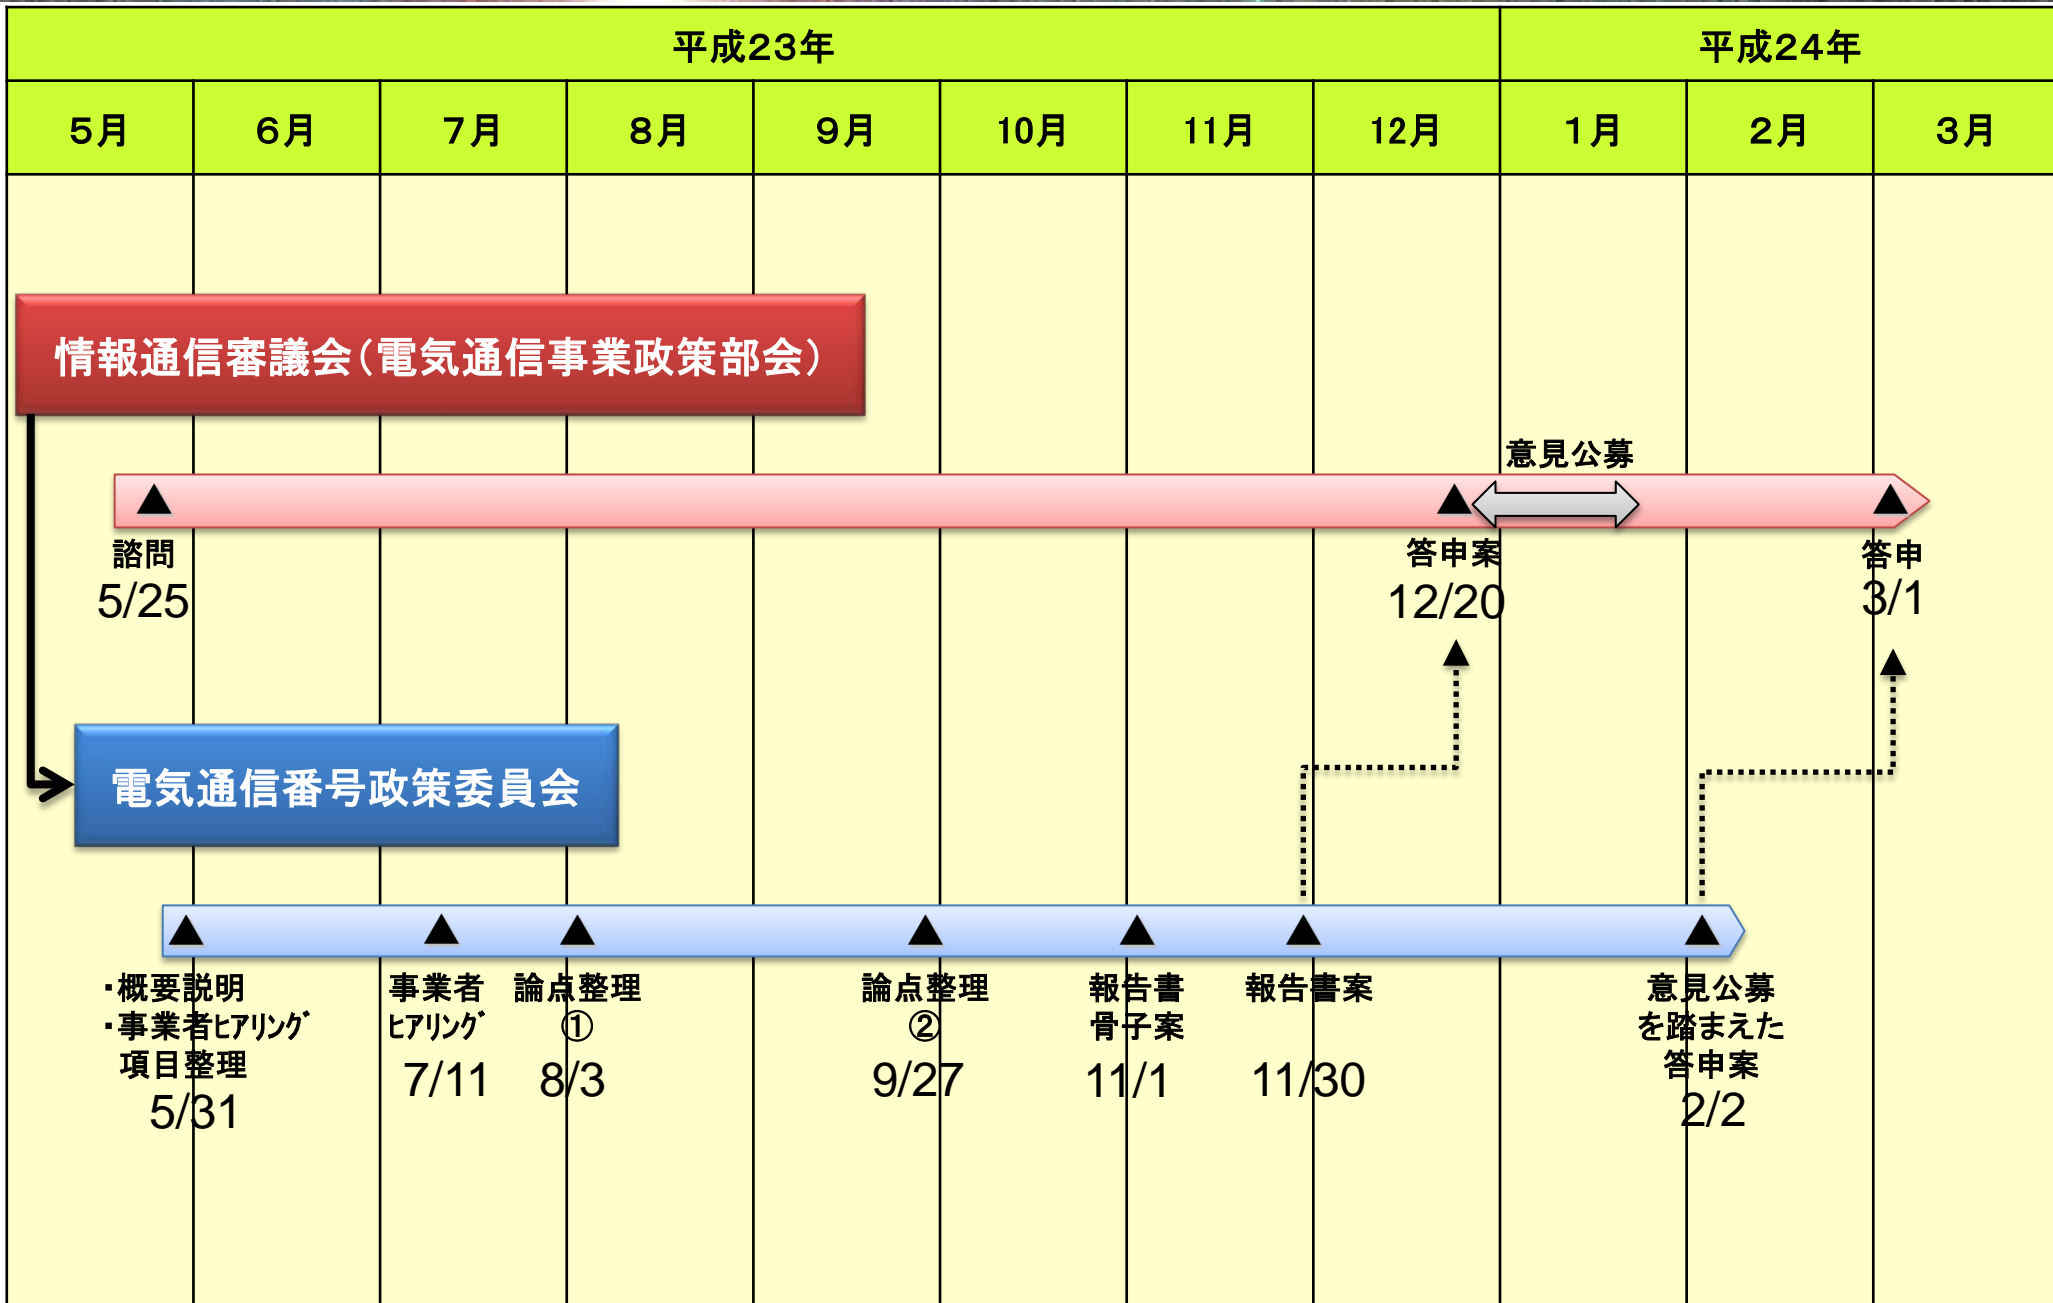 平成23年
平成24年
5月
6月
7月
8月
9月
10月
11月
12月
1月
2月
3月
情報通信審議会(電気通信事業政策部会)
意見公募
諮問
5/25
答申案
12/20
答申
3/1
電気通信番号政策委員会
・概要説明
・事業者ヒアリング
項目整理
5/31
事業者
ヒアリング
7/11
論点整理
①
8/3
論点整理
②
9/27
報告書
骨子案
11/1
報告書案
11/30
意見公募
を踏まえた
答申案
2/2